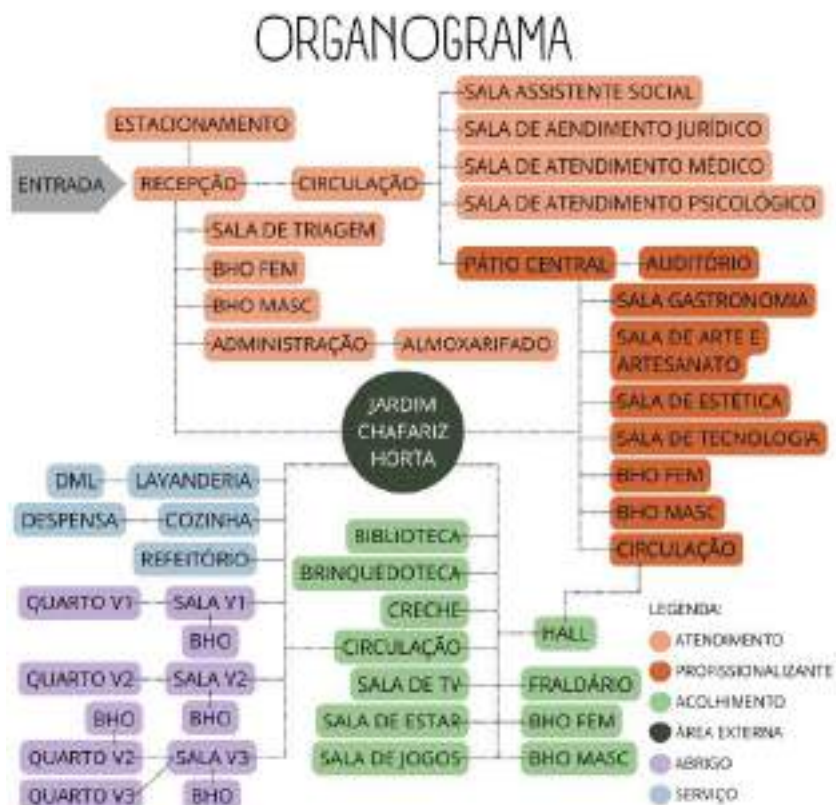 ORGANOGRAMA
ESTACIONAMENTO
ENTRADA
RECEPÇÃO
CIRCULAÇÃO
SALA ASSISTENTE SOCIAL
SALA DE AENDIMENTO JURÍDICO
SALA DE ATENDIMENTO MÉDICO
SALA DE ATENDIMENTO PSICOLÓGICO
SALA DE TRIAGEM
BHO FEM
BHO MASC
ADMINISTRAÇÃO
ALMOXARIFADO
PÁTIO CENTRAL
AUDITÓRIO
SALA GASTRONOMIA
SALA DE ARTE E
ARTESANATO
SALA DE ESTÉTICA
SALA DE TECNOLOGIA
BHO FEM
BHO MASC
CIRCULAÇÃO
JARDIM
CHAFARIZ
HORTA
DML
LAVANDERIA
DESPENSA
COZINHA
REFEITÓRIO
QUARTO V1
SALA V1
BHO
QUARTO V2
SALA V2
BHO
BHO
QUARTO V2
SALA V3
QUARTO V3
BHO
BIBLIOTECA
BRINQUEDOTECA
CRECHE
CIRCULAÇÃO
SALA DE TV
SALA DE ESTAR
SALA DE JOGOS
HALL
FRALDÁRIO
BHO FEM
BHO MASC
LEGENDA:
ATENDIMENTO
PROFISSIONALIZANTE
ACOLHIMENTO
ÁREA EXTERNA
ABRIGO
SERVIÇO